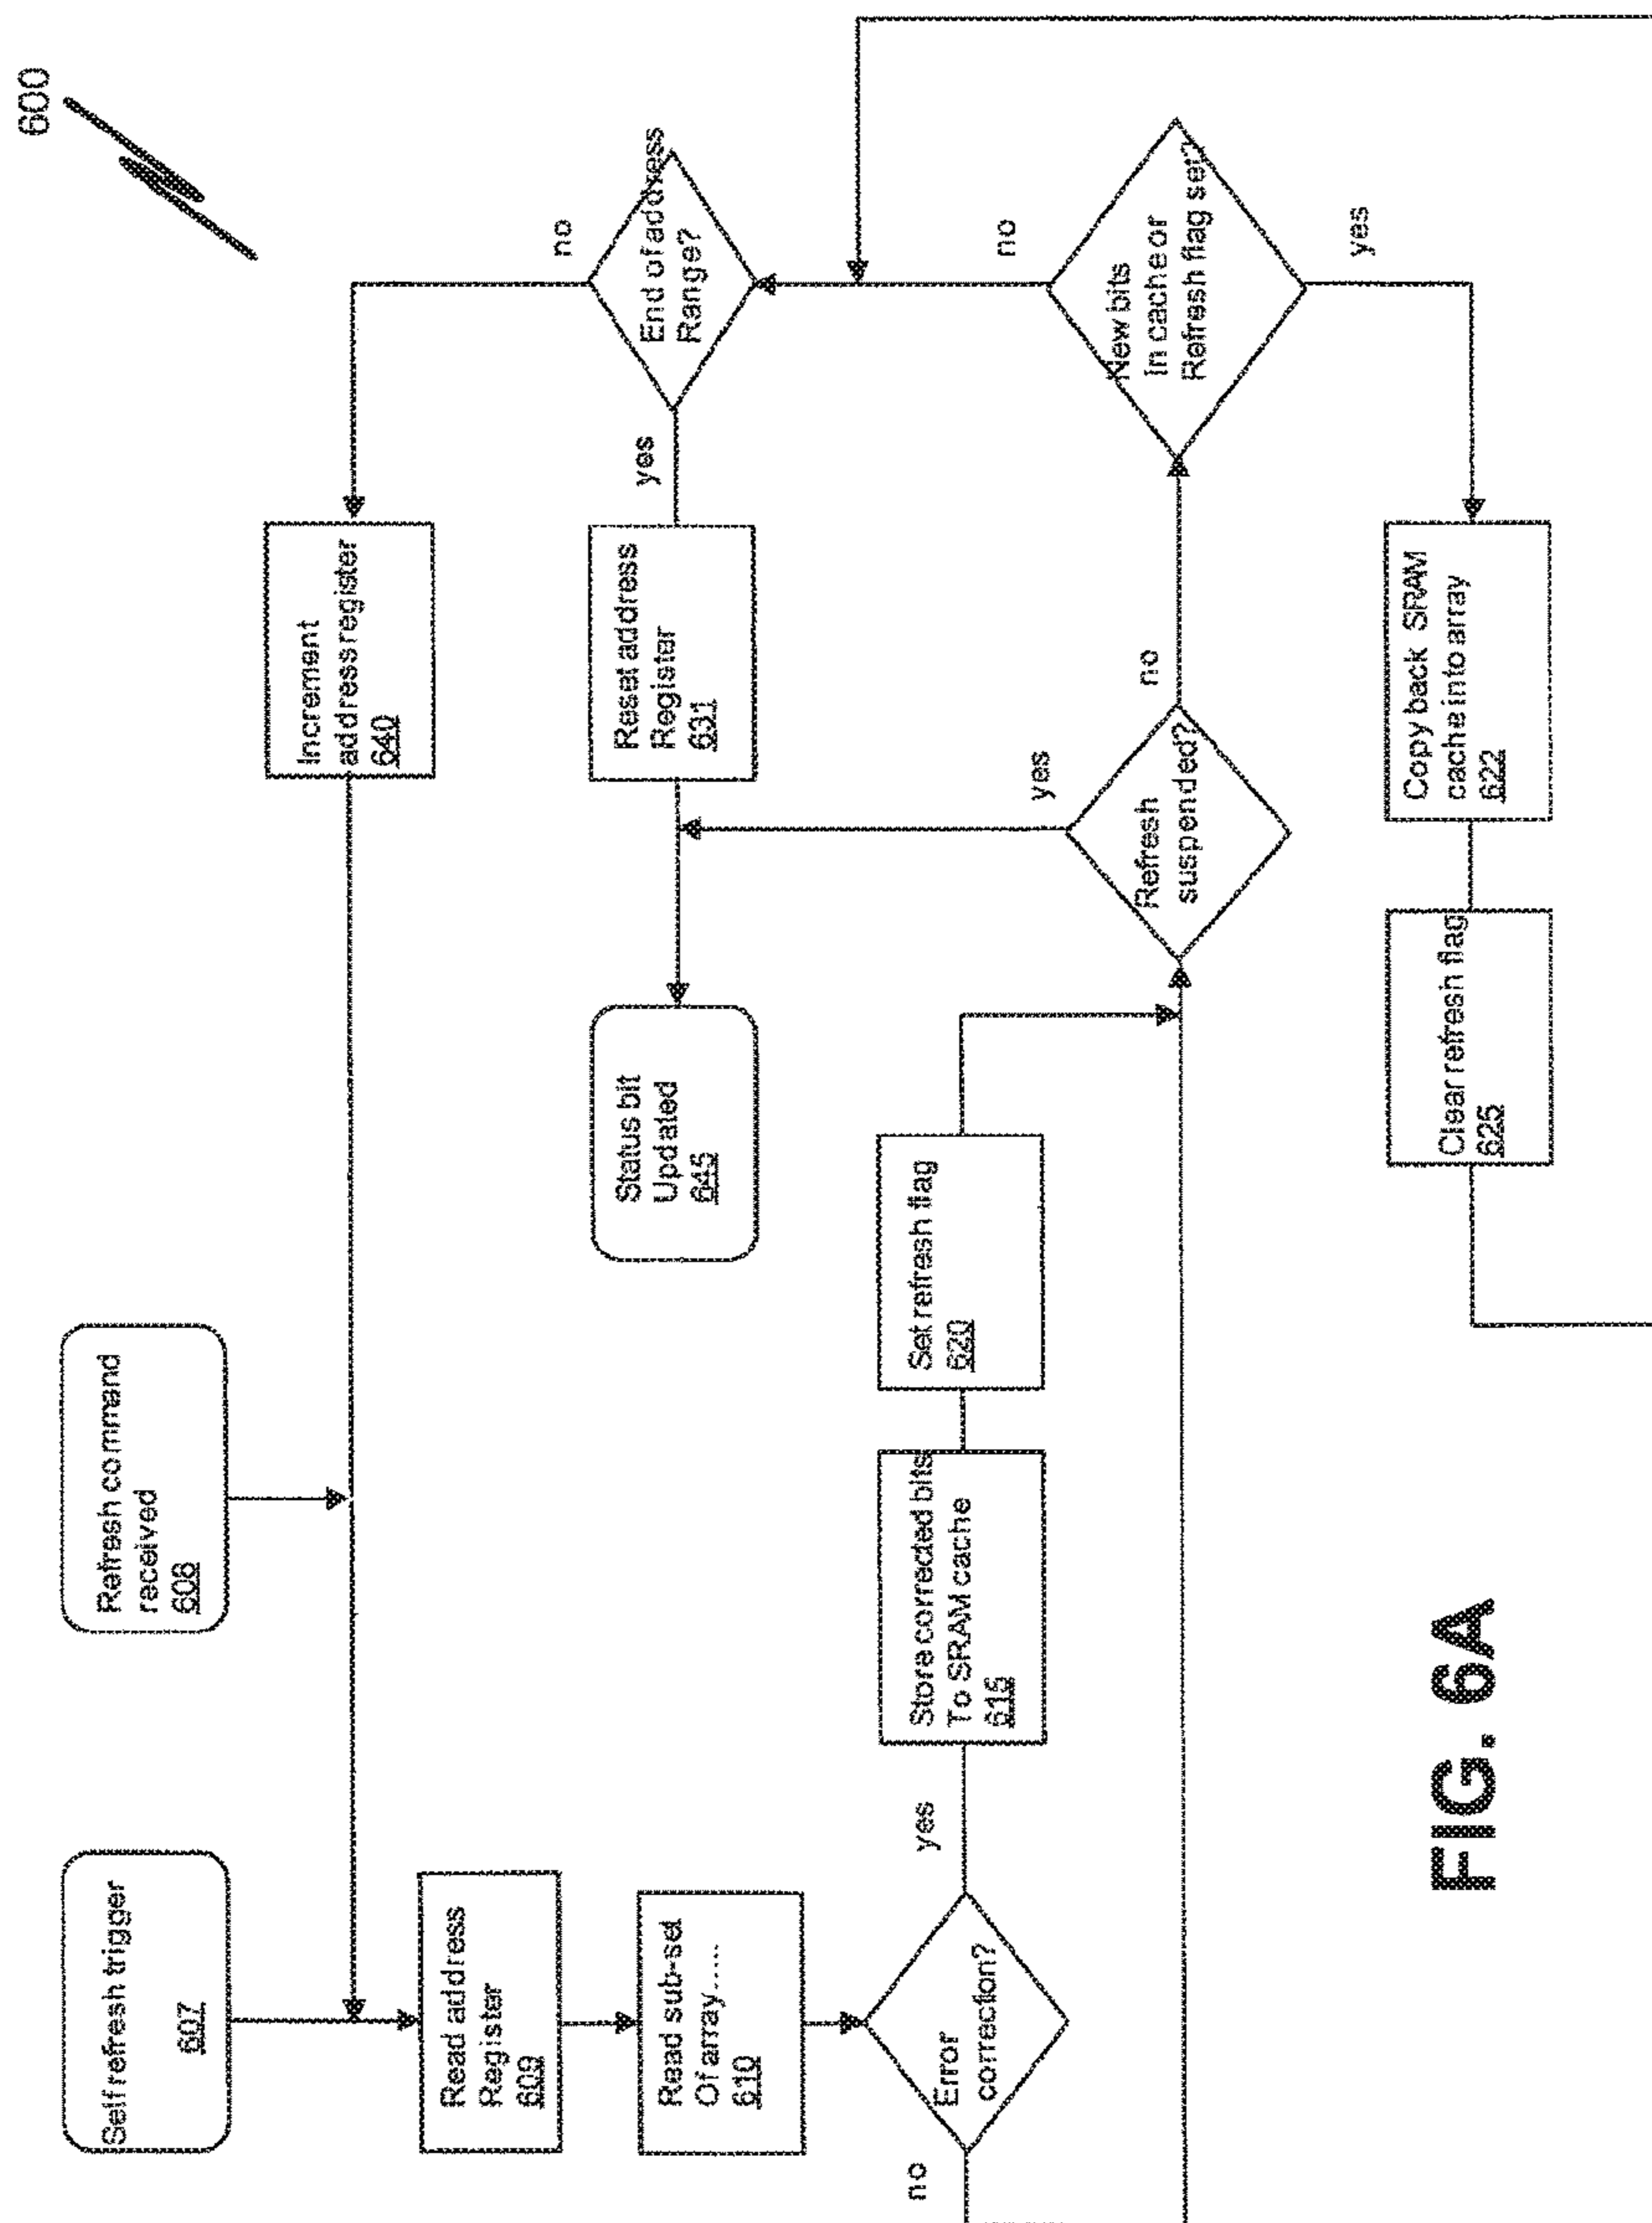 600
Self refresh trigger
607
Refresh command
received
608
Increment
address register
640
no
Read address
Register
609
Read sub-set
Of array.....
610
Status bit
Updated
645
Reset address
Register
631
yes
End of address
Range?
Error
correction?
no
yes
Store corrected bits
To SRAM cache
615
Set refresh flag
620
Refresh
suspended?
yes
no
New bits
In cache or
Refresh flag set?
no
yes
Clear refresh flag
625
Copy back SRAM
cache into array
622
FIG. 6A